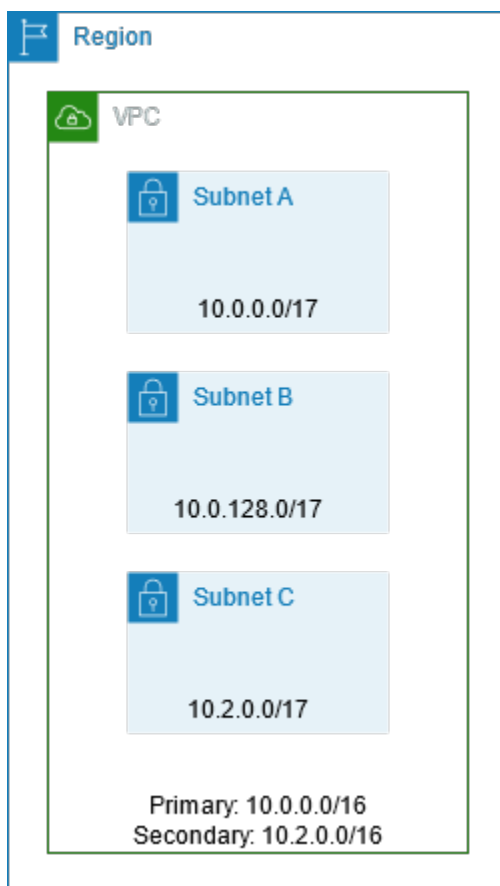 Region
VPC
Subnet A
10.0.0.0/17
Subnet B
10.0.128.0/17
Subnet C
10.2.0.0/17
Primary: 10.0.0.0/16
Secondary: 10.2.0.0/16